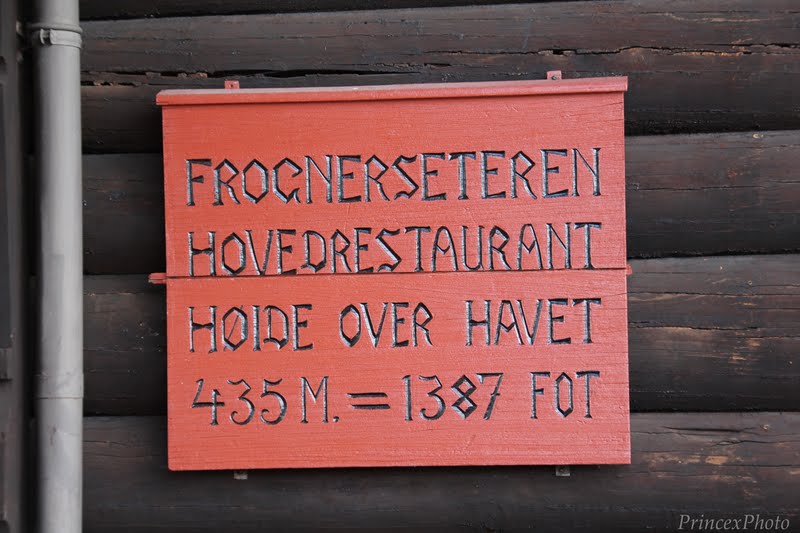 FROGNERSETEREN
HOVEDRESTAURANT
HØIDE OVER HAVET
435 M. = 1387 FOT
PrincexPhoto